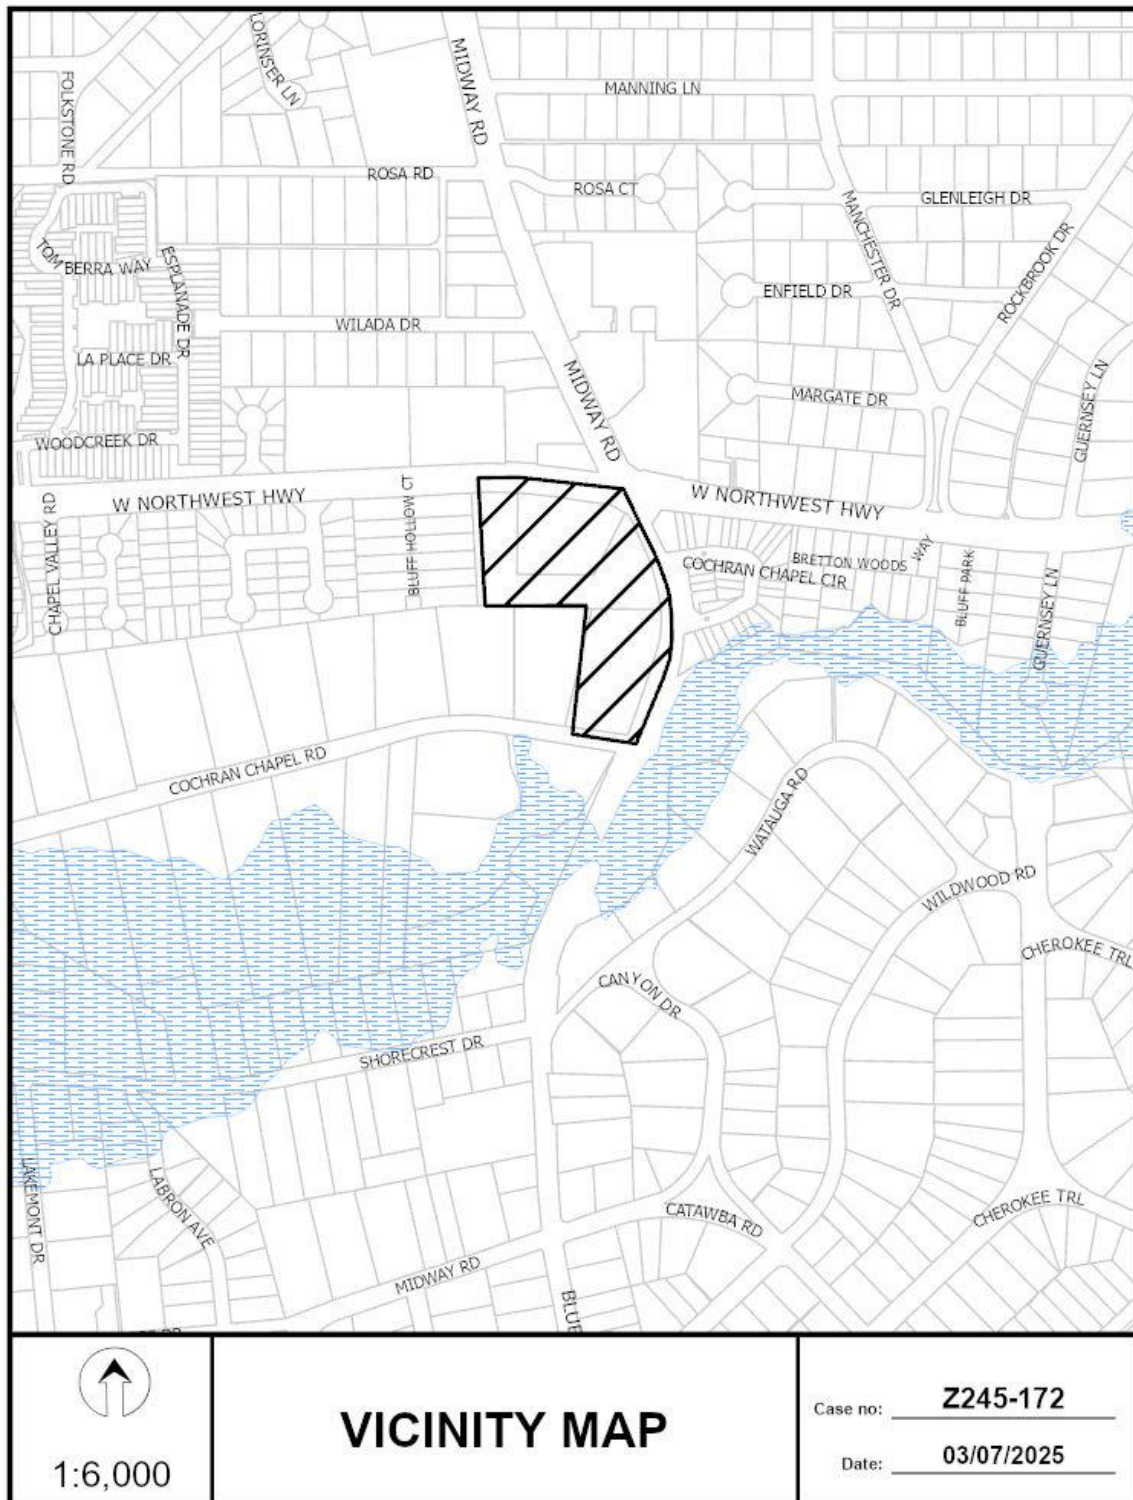 LORINSER LN
MIDWAY RD
FOLKSTONE RD
MANNING LN
ROSA RD
ROSA CT
GLENLEIGH DR
MANCHESTER DR
ROCKBROOK DR
TOM BERRA WAY
ESPLANADE DR
ENFIELD DR
WILADA DR
LA PLACE DR
MIDWAY RD
MARGATE DR
GUERNSEY LN
WOODCREEK DR
W NORTHWEST HWY
BLUFF HOLLOW CT
W NORTHWEST HWY
CHAPEL VALLEY RD
COCHRAN CHAPEL CIR
BRETTON WOODS WAY
BLUFF PARK
GUERNSEY LN
COCHRAN CHAPEL RD
WATAUGA RD
WILDWOOD RD
CHEROKEE TRL
CANYON DR
SHORECREST DR
LAKEMONT DR
LABRON AVE
CATAWBA RD
CHEROKEE TRL
MIDWAY RD
BLUE
1:6,000
VICINITY MAP
Case no: Z245-172
Date: 03/07/2025